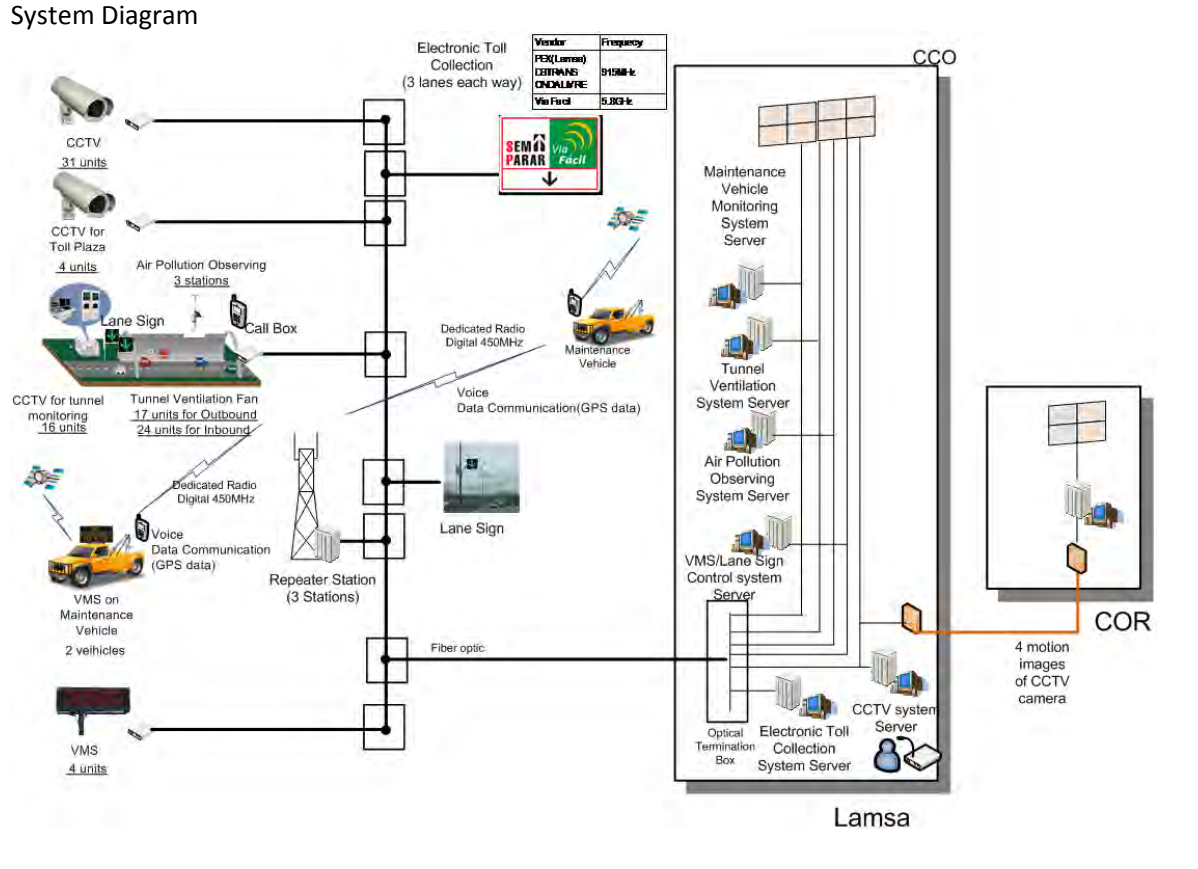 System Diagram
Electronic Toll
Collection
(3 lanes each way)
Vendor
Frequecy
PEX(Lamsa)
DBTRANS
ONDALIVRE
915MHz
Via Facil
5.8GHz
CCO
CCTV
31 units
SEM
PARAR
Via
Fácil
CCTV for
Toll Plaza
4 units
Air Pollution Observing
3 stations
Lane Sign
Call Box
CCTV for tunnel
monitoring
16 units
Tunnel Ventilation Fan
17 units for Outbound
24 units for Inbound
Dedicated Radio
Digital 450MHz
Maintenance
Vehicle
Voice
Data Communication(GPS data)
Dedicated Radio
Digital 450MHz
Voice
Data Communication
(GPS data)
VMS on
Maintenance
Vehicle
2 veihicles
Repeater Station
(3 Stations)
Lane Sign
Fiber optic
VMS
4 units
Maintenance
Vehicle
Monitoring
System
Server
Tunnel
Ventilation
System Server
Air Pollution
Observing
System Server
VMS/Lane Sign
Control system
Server
Optical
Termination
Box
Electronic Toll
Collection
System Server
CCTV system
Server
Lamsa
COR
4 motion
images
of CCTV
camera